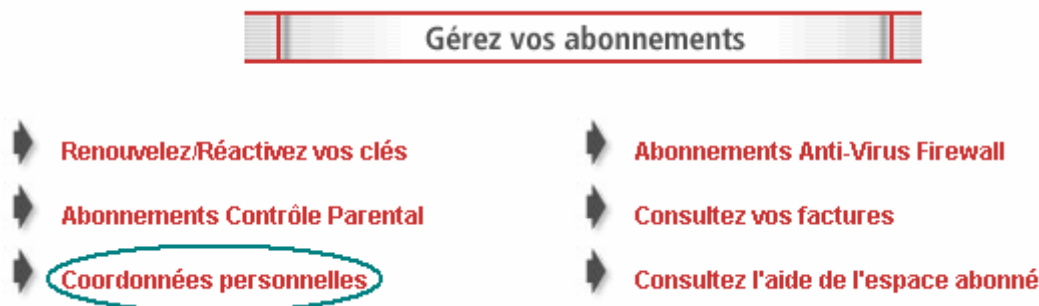 Gérez vos abonnements
Renouvelez/Réactivez vos clés
Abonnements Anti-Virus Firewall
Abonnements Contrôle Parental
Consultez vos factures
Coordonnées personnelles
Consultez l'aide de l'espace abonné